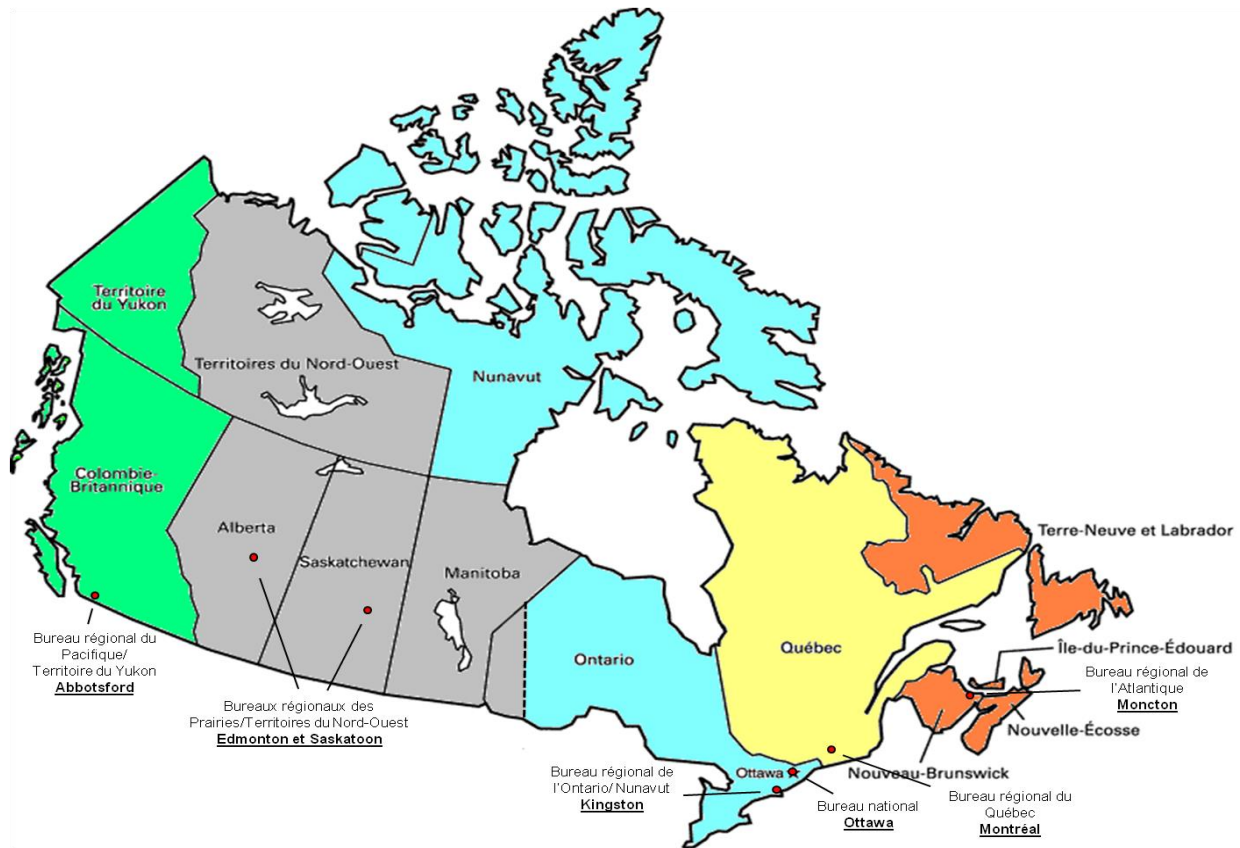 Territoire
du Yukon
Territoires du Nord-Ouest
Nunavut
Colombie-
Britannique
Alberta
Saskatchewan
Manitoba
Ontario
Québec
Terre-Neuve et Labrador
Île-du-Prince-Édouard
Nouvelle-Écosse
Nouveau-Brunswick
Ottawa
Bureau régional du
Pacifique/
Territoire du Yukon
Abbotsford
Bureaux régionaux des
Prairies/Territoires du Nord-Ouest
Edmonton et Saskatoon
Bureau régional de
l'Ontario/ Nunavut
Kingston
Bureau national
Ottawa
Bureau régional du
Québec
Montréal
Bureau régional de
l'Atlantique
Moncton